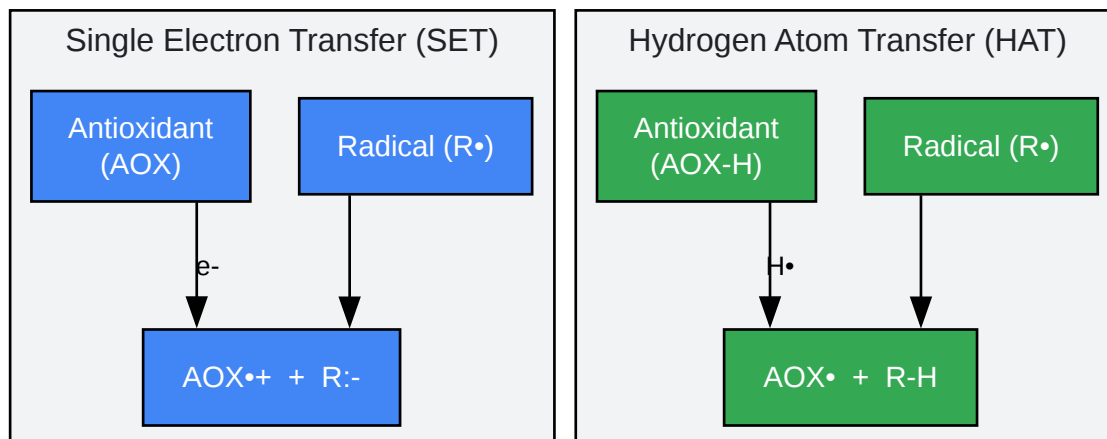 Single Electron Transfer (SET)
Antioxidant
(AOX)
Radical (R•)
e-
AOX•+ + R:-
Hydrogen Atom Transfer (HAT)
Antioxidant
(AOX-H)
Radical (R•)
H•
AOX• + R-H